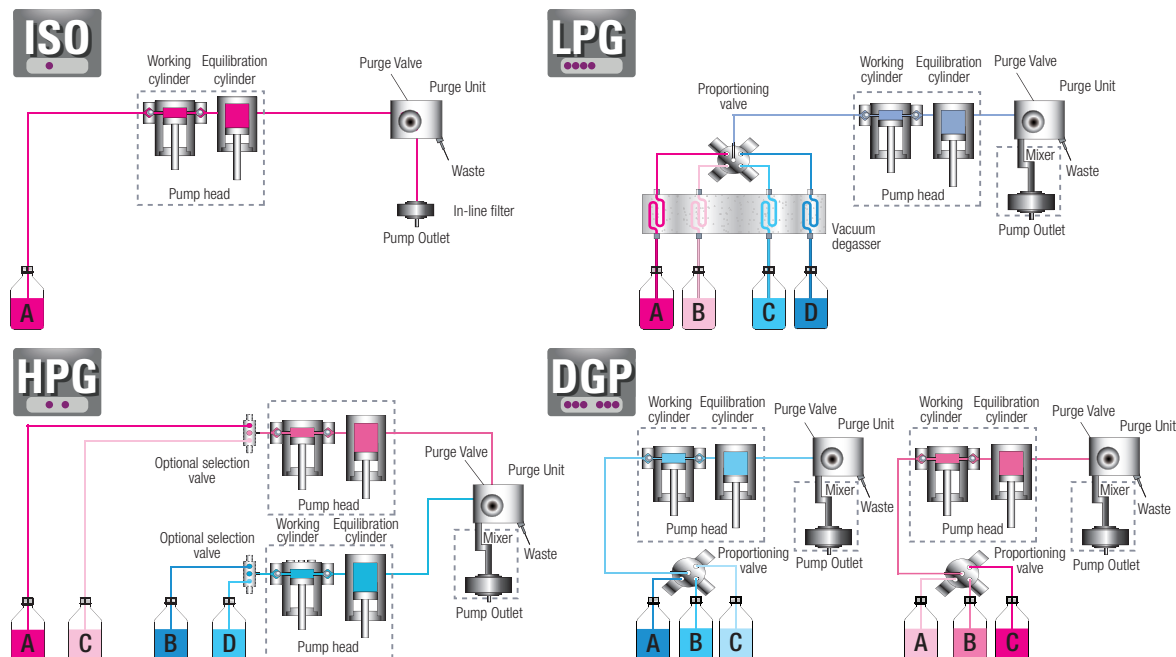 ISO
Working
cylinder
Equilibration
cylinder
Purge Valve
Purge Unit
Waste
Pump head
In-line filter
Pump Outlet
A
LPG
Proportioning
valve
Working
cylinder
Equilibration
cylinder
Purge Valve
Purge Unit
Mixer
Waste
Pump head
Pump Outlet
Vacuum
degasser
A
B
C
D
HPG
Optional selection
valve
Pump head
Purge Valve
Purge Unit
Optional selection
valve
Working
cylinder
Equilibration
cylinder
Mixer
Waste
Pump Outlet
Pump head
A
C
B
D
DGP
Working
cylinder
Equilibration
cylinder
Purge Valve
Purge Unit
Mixer
Waste
Pump head
Proportioning
valve
Pump Outlet
A
B
C
Working
cylinder
Equilibration
cylinder
Purge Valve
Purge Unit
Mixer
Waste
Pump head
Proportioning
valve
Pump Outlet
A
B
C